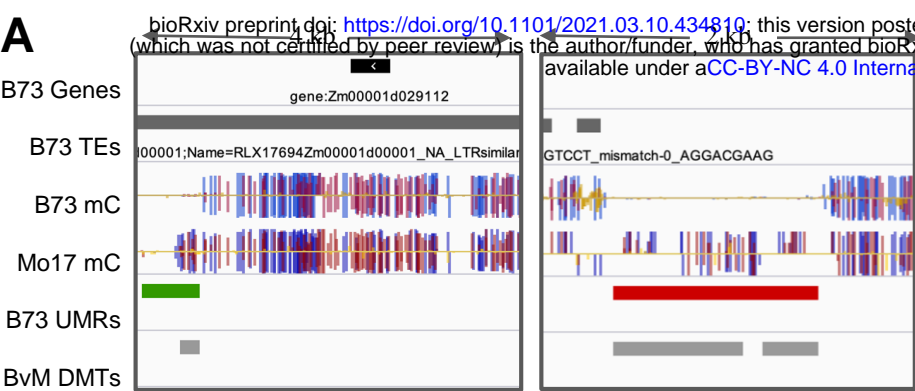 A
bioRxiv preprint doi: https://doi.org/10.1101/2021.03.10.434810; this version poste
(which was not certified by peer review) is the author/funder, who has granted bioRx
available under aCC-BY-NC 4.0 Interna
4 kb
2 kb
B73 Genes
gene:Zm00001d029112
B73 TEs
100001;Name=RLX17694Zm00001d00001_NA_LTRsimilar
GTCCT_mismatch-0_AGGACGAAG
B73 mC
Mo17 mC
B73 UMRs
BvM DMTs